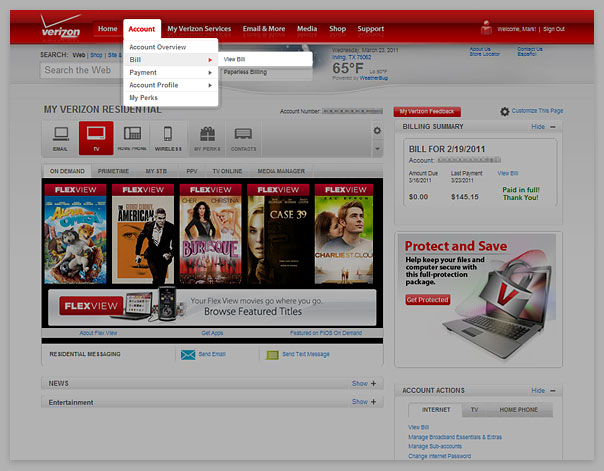 verizon
Home Account My Verizon Services Email & More Media Shop Support
Welcome, Mark! | Sign Out
Account Overview
Bill
Payment
Account Profile
My Perks
View Bill
Paperless Billing
SEARCH: Web | Shop | Site &
Search the Web
Wednesday, March 23, 2011
Irving, TX 75062
65°F
Powered by WeatherBug
About Us
Store Locator
Contact Us
Español
MY VERIZON RESIDENTIAL
Account Number:
My Verizon Feedback
Customize This Page
EMAIL TV HOME PHONE WIRELESS MY PERKS CONTACTS
ON DEMAND PRIMETIME MY STB PPV TV ONLINE MEDIA MANAGER
FLEXVIEW FLEXVIEW FLEXVIEW FLEXVIEW FLEXVIEW
ALPHA and OMEGA
THE AMERICAN
CHER CHRISTINA
BURLESQUE
CASE 39
ZAC EFRON
CHARLIE ST. CLOUD
FLEXVIEW
Your Flex View movies go where you go.
Browse Featured Titles
About Flex View Get Apps Featured on FiOS On Demand
RESIDENTIAL MESSAGING Send Email Send Text Message
NEWS Show +
Entertainment Show +
BILLING SUMMARY Hide –
BILL FOR 2/19/2011
Account:
Amount Due Last Payment View Bill
3/16/2011 3/23/2011
$0.00 $145.15
Paid in full!
Thank You!
Protect and Save
Help keep your files and
computer secure with
this full-protection
package.
Get Protected
ACCOUNT ACTIONS Hide –
INTERNET TV HOME PHONE
View Bill
Manage Broadband Essentials & Extras
Manage Sub-accounts
Change Internet Password